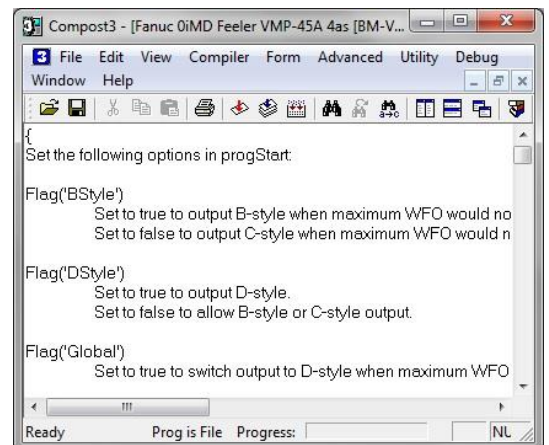 Compost3 - [Fanuc 0iMD Feeler VMP-45A 4as [BM-V...
File Edit View Compiler Form Advanced Utility Debug
Window Help
{
Set the following options in progStart:
Flag('BStyle')
Set to true to output B-style when maximum WFO would no
Set to false to output C-style when maximum WFO would n
Flag('DStyle')
Set to true to output D-style.
Set to false to allow B-style or C-style output.
Flag('Global')
Set to true to switch output to D-style when maximum WFO
Ready Prog is File Progress: NL